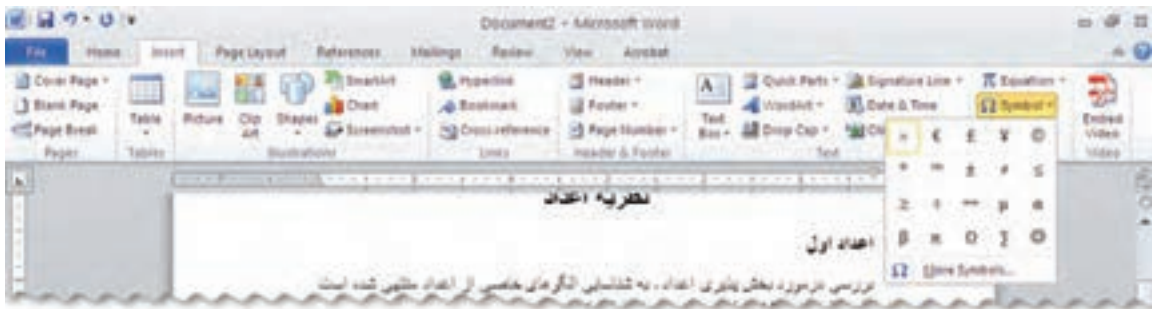 Document2 - Microsoft Word
File Home Insert Page Layout References Mailings Review View Acrobat
Cover Page SmartArt Hyperlink Header Quick Parts Signature Line Equation
Blank Page Chart Bookmark Footer WordArt Date & Time Symbol
Page Break Table Picture Clip Art Shapes Screenshot Cross-reference Page Number Text Box Drop Cap Embed Video
Pages Tables Illustrations Links Header & Footer Text
€ £ ¥ ©
™ ± ≠ ≤
≥ ÷ µ α
β π Ω ∑
Ω More Symbols...
نظریه اعداد
اعداد اول
بررسی درمورد بخش پذیری اعداد ، به شناسایی الگوهای خاصی از اعداد منتهی شده است